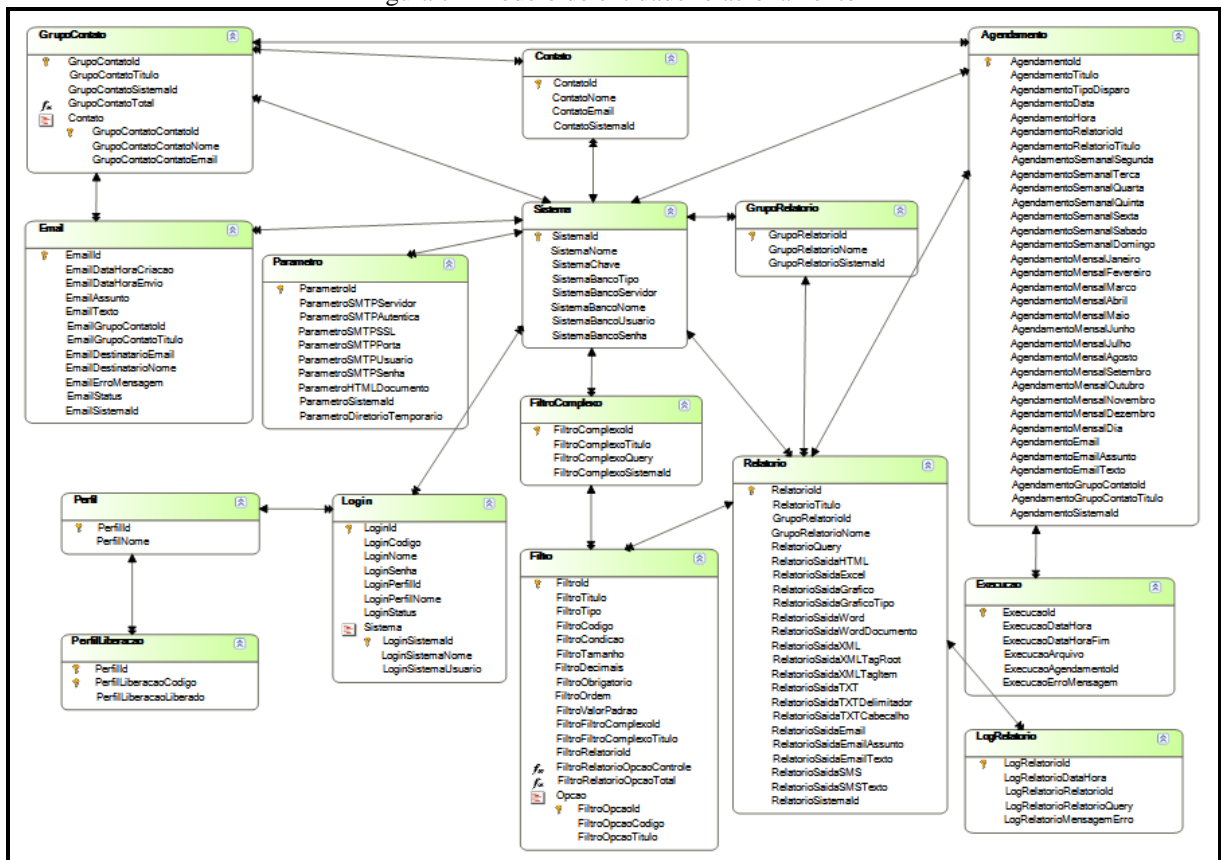 GrupoContato
GrupoContatoId
GrupoContatoTitulo
GrupoContatoSistemaId
GrupoContatoTotal
Contato
GrupoContatoContatoId
GrupoContatoContatoNome
GrupoContatoContatoEmail
Contato
ContatoId
ContatoNome
ContatoEmail
ContatoSistemaId
Agendamento
AgendamentoId
AgendamentoTitulo
AgendamentoTipoDisparo
AgendamentoData
AgendamentoHora
AgendamentoRelatorioId
AgendamentoRelatorioTitulo
AgendamentoSemanalSegunda
AgendamentoSemanalTerca
AgendamentoSemanalQuarta
AgendamentoSemanalQuinta
AgendamentoSemanalSexta
AgendamentoSemanalSabado
AgendamentoSemanalDomingo
AgendamentoMensalJaneiro
AgendamentoMensalFevereiro
AgendamentoMensalMarco
AgendamentoMensalAbril
AgendamentoMensalMaio
AgendamentoMensalJunho
AgendamentoMensalJulho
AgendamentoMensalAgosto
AgendamentoMensalSetembro
AgendamentoMensalOutubro
AgendamentoMensalNovembro
AgendamentoMensalDezembro
AgendamentoMensalDia
AgendamentoEmail
AgendamentoEmailAssunto
AgendamentoEmailTexto
AgendamentoGrupoContatoId
AgendamentoGrupoContatoTitulo
AgendamentoSistemaId
Email
EmailId
EmailDataHoraCriacao
EmailDataHoraEnvio
EmailAssunto
EmailTexto
EmailGrupoContatoId
EmailGrupoContatoTitulo
EmailDestinatarioEmail
EmailDestinatarioNome
EmailErroMensagem
EmailStatus
EmailSistemaId
Parametro
ParametroId
ParametroSMTPServidor
ParametroSMTPAutentica
ParametroSMTPSSL
ParametroSMTPPorta
ParametroSMTPUsuario
ParametroSMTPSenha
ParametroHTMLDocumento
ParametroSistemaId
ParametroDiretorioTemporario
Sistema
SistemaId
SistemaNome
SistemaChave
SistemaBancoTipo
SistemaBancoServidor
SistemaBancoNome
SistemaBancoUsuario
SistemaBancoSenha
GrupoRelatorio
GrupoRelatorioId
GrupoRelatorioNome
GrupoRelatorioSistemaId
FiltroComplexo
FiltroComplexoId
FiltroComplexoTitulo
FiltroComplexoQuery
FiltroComplexoSistemaId
Relatorio
RelatorioId
RelatorioTitulo
GrupoRelatorioId
GrupoRelatorioNome
RelatorioQuery
RelatorioSaidaHTML
RelatorioSaidaExcel
RelatorioSaidaGrafico
RelatorioSaidaGraficoTipo
RelatorioSaidaWord
RelatorioSaidaWordDocumento
RelatorioSaidaXML
RelatorioSaidaXMLTagRoot
RelatorioSaidaXMLTagItem
RelatorioSaidaTXT
RelatorioSaidaTXTDelimitador
RelatorioSaidaTXTCabecalho
RelatorioSaidaEmail
RelatorioSaidaEmailAssunto
RelatorioSaidaEmailTexto
RelatorioSaidaSMS
RelatorioSaidaSMSTexto
RelatorioSistemaId
Perfil
PerfilId
PerfilNome
Login
LoginId
LoginCodigo
LoginNome
LoginSenha
LoginPerfilId
LoginPerfilNome
LoginStatus
Sistema
LoginSistemaId
LoginSistemaNome
LoginSistemaUsuario
Filtro
FiltroId
FiltroTitulo
FiltroTipo
FiltroCodigo
FiltroCondicao
FiltroTamanho
FiltroDecimais
FiltroObrigatorio
FiltroOrdem
FiltroValorPadrao
FiltroFiltroComplexoId
FiltroFiltroComplexoTitulo
FiltroRelatorioId
FiltroRelatorioOpcaoControle
FiltroRelatorioOpcaoTotal
Opcao
FiltroOpcaoId
FiltroOpcaoCodigo
FiltroOpcaoTitulo
PerfilLiberacao
PerfilId
PerfilLiberacaoCodigo
PerfilLiberacaoLiberado
Execucao
ExecucaoId
ExecucaoDataHora
ExecucaoDataHoraFim
ExecucaoArquivo
ExecucaoAgendamentoId
ExecucaoErroMensagem
LogRelatorio
LogRelatorioId
LogRelatorioDataHora
LogRelatorioRelatorioId
LogRelatorioRelatorioQuery
LogRelatorioMensagemErro